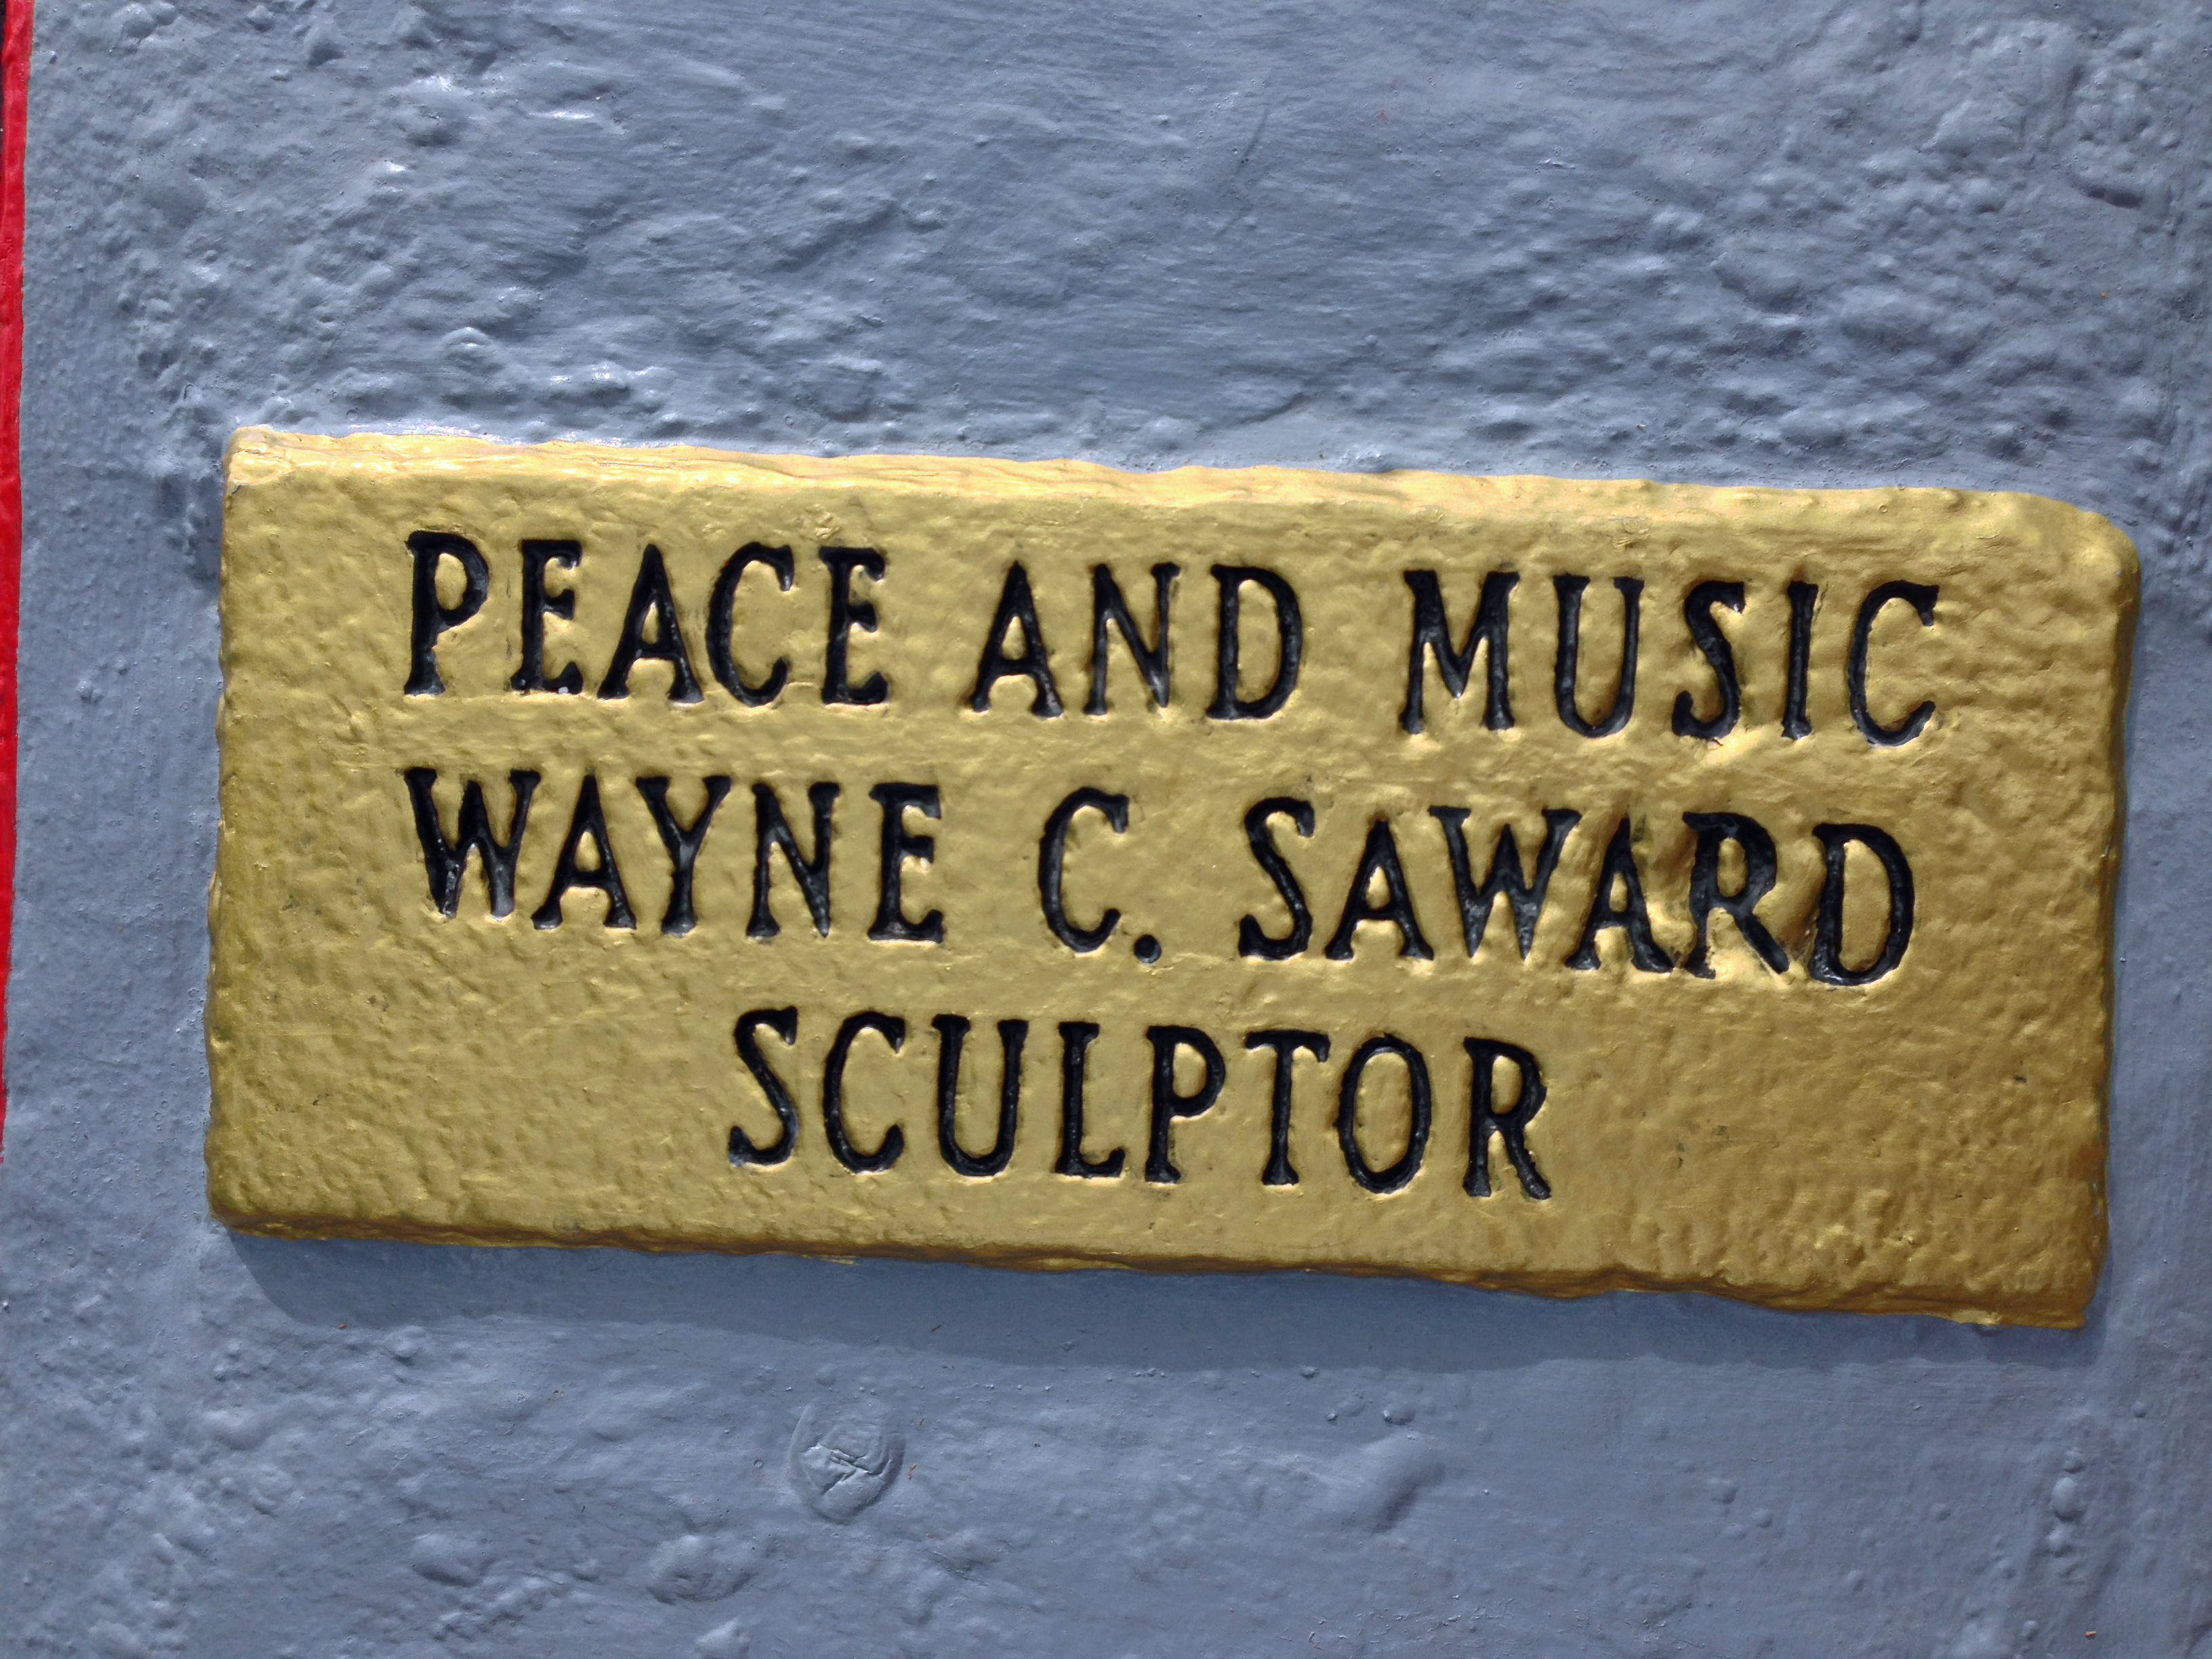 PEACE AND MUSIC
WAYNE C. SAWARD
SCULPTOR